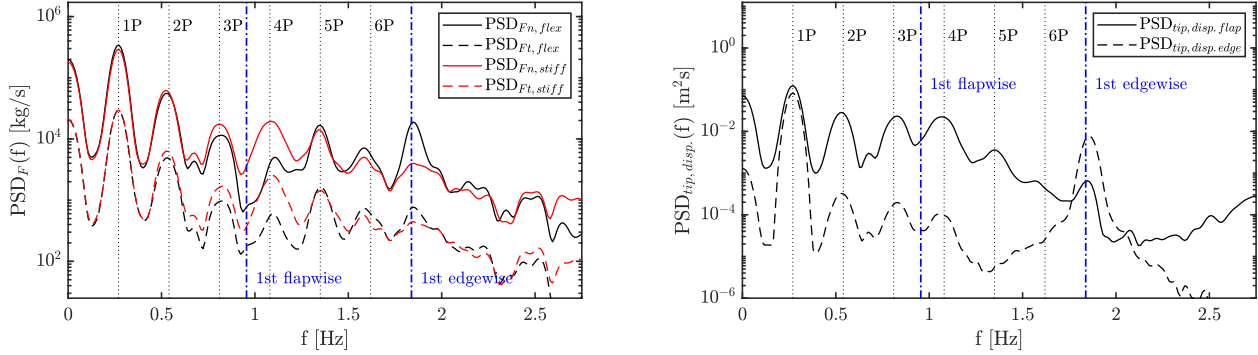 10^6
10^4
10^2
PSD_F(f) [kg/s]
1P
2P
3P
4P
5P
6P
PSD_{Fn,flex}
PSD_{Ft,flex}
PSD_{Fn,stiff}
PSD_{Ft,stiff}
1st flapwise
1st edgewise
0
0.5
1
1.5
2
2.5
f [Hz]
10^0
10^{-2}
10^{-4}
10^{-6}
PSD_{tip,disp.}(f) [m^2s]
1P
2P
3P
4P
5P
6P
PSD_{tip,disp.flap}
PSD_{tip,disp.edge}
1st flapwise
1st edgewise
0
0.5
1
1.5
2
2.5
f [Hz]